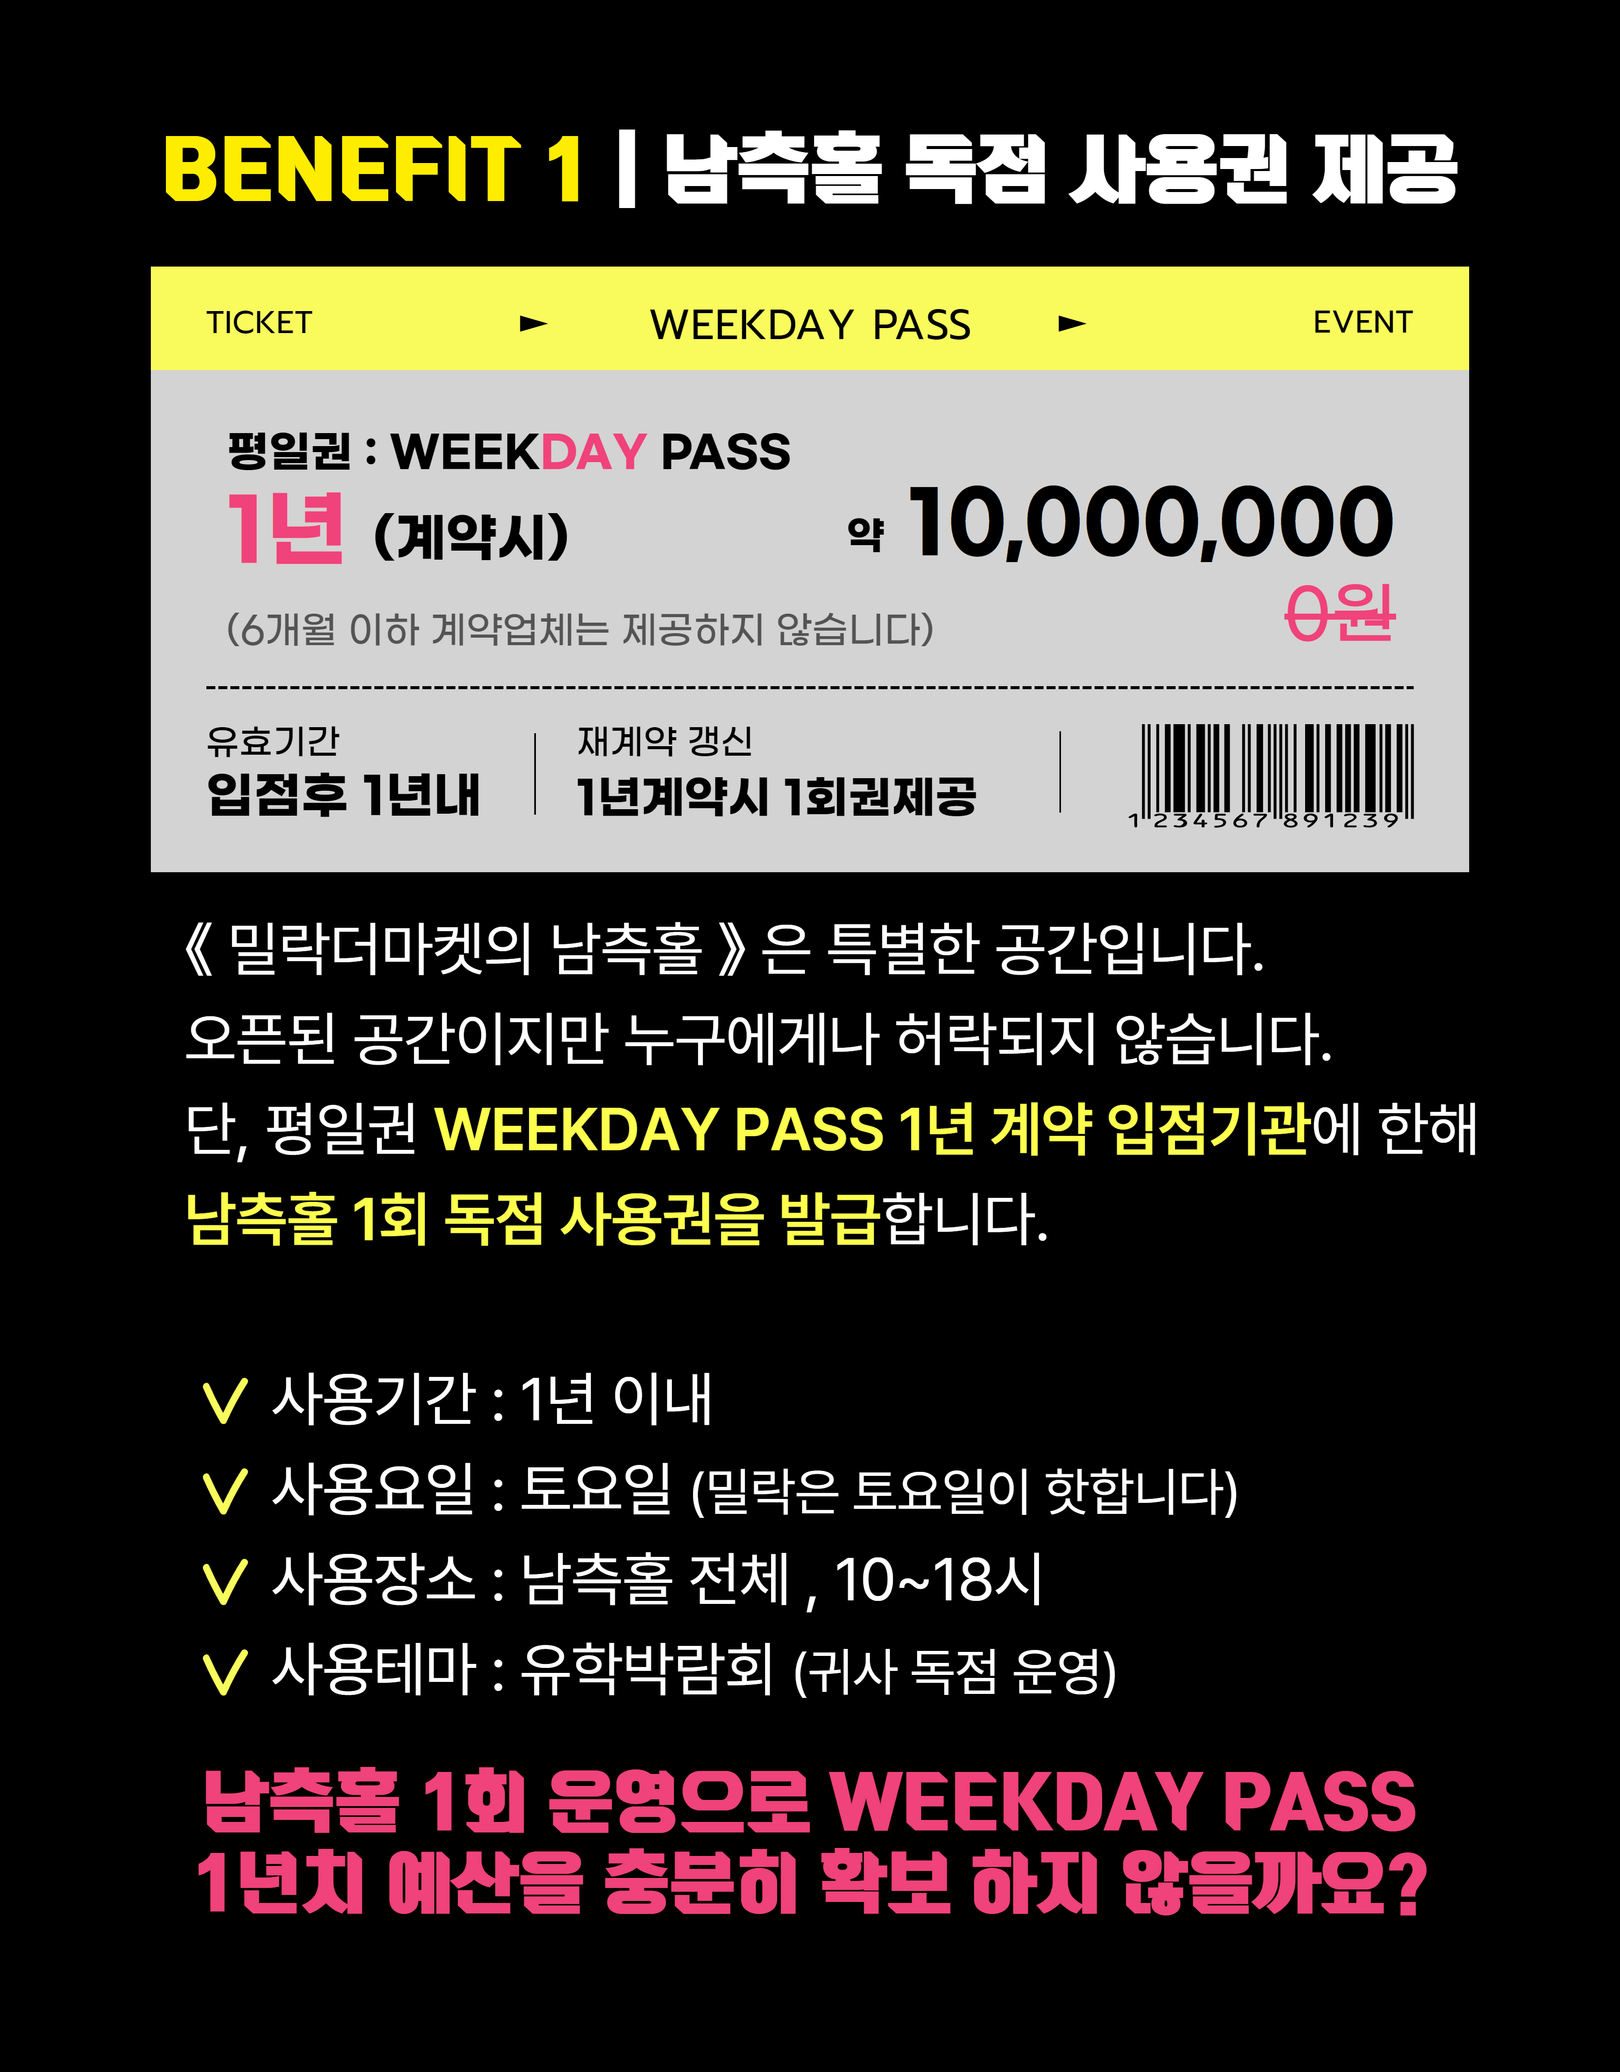 BENEFIT 1 | 남측홀 독점 사용권 제공
TICKET ► WEEKDAY PASS ► EVENT
평일권 : WEEKDAY PASS
1년 (계약시)
약 10,000,000
0원
(6개월 이하 계약업체는 제공하지 않습니다)
유효기간
입점후 1년내
재계약 갱신
1년계약시 1회권제공
1 234567 891239
《 밀락더마켓의 남측홀 》은 특별한 공간입니다.
오픈된 공간이지만 누구에게나 허락되지 않습니다.
단, 평일권 WEEKDAY PASS 1년 계약 입점기관에 한해
남측홀 1회 독점 사용권을 발급합니다.
사용기간 : 1년 이내
사용요일 : 토요일 (밀락은 토요일이 핫합니다)
사용장소 : 남측홀 전체 , 10~18시
사용테마 : 유학박람회 (귀사 독점 운영)
남측홀 1회 운영으로 WEEKDAY PASS
1년치 예산을 충분히 확보 하지 않을까요?